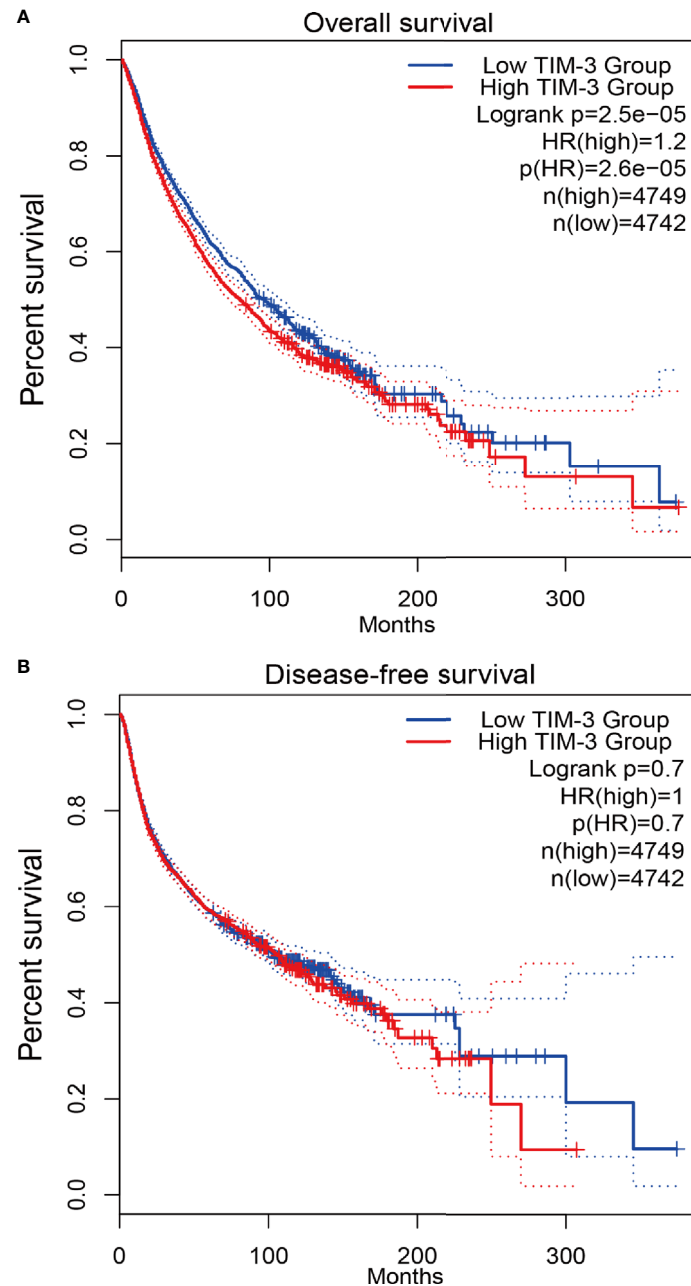 A
Overall survival
Low TIM-3 Group
High TIM-3 Group
Logrank p=2.5e−05
HR(high)=1.2
p(HR)=2.6e−05
n(high)=4749
n(low)=4742
Percent survival
1.0
0.8
0.6
0.4
0.2
0.0
0 100 200 300
Months
B
Disease-free survival
Low TIM-3 Group
High TIM-3 Group
Logrank p=0.7
HR(high)=1
p(HR)=0.7
n(high)=4749
n(low)=4742
Percent survival
1.0
0.8
0.6
0.4
0.2
0.0
0 100 200 300
Months